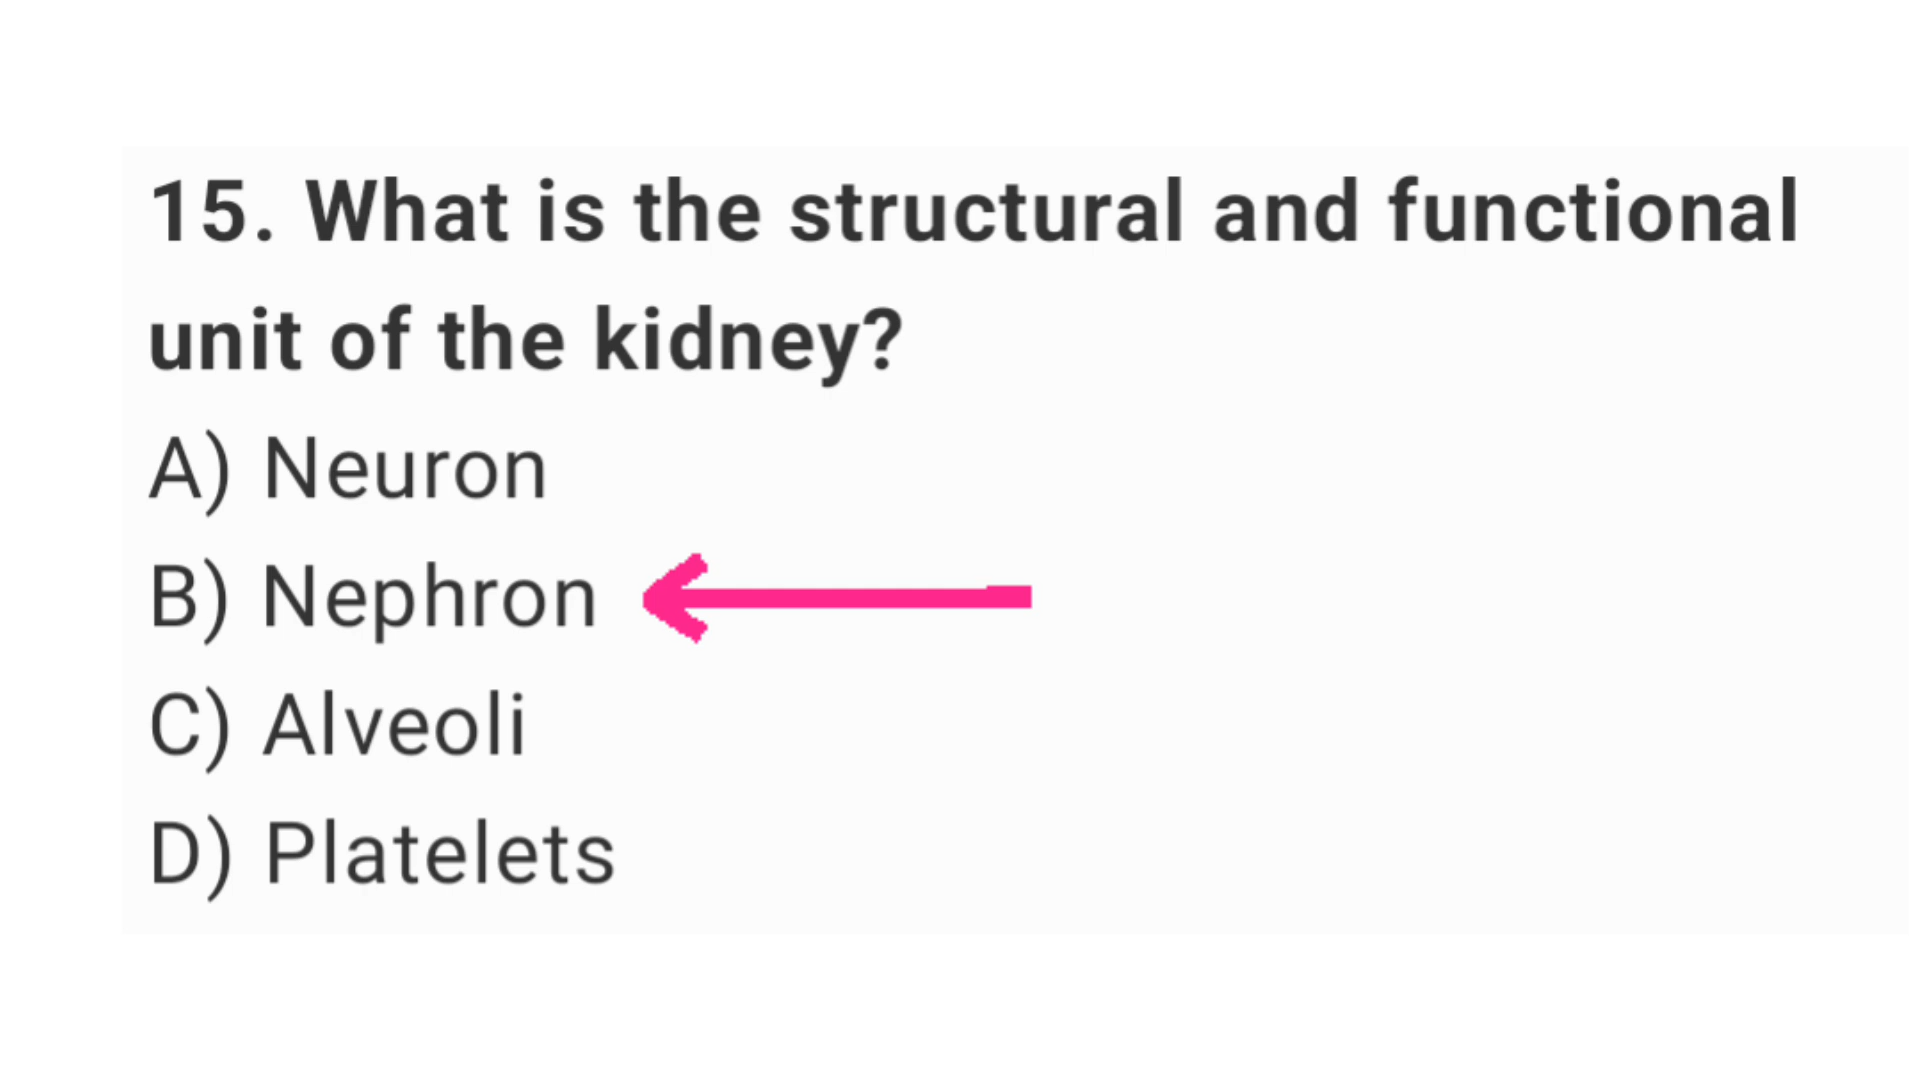 15. What is the structural and functional
unit of the kidney?
A) Neuron
B) Nephron
C) Alveoli
D) Platelets